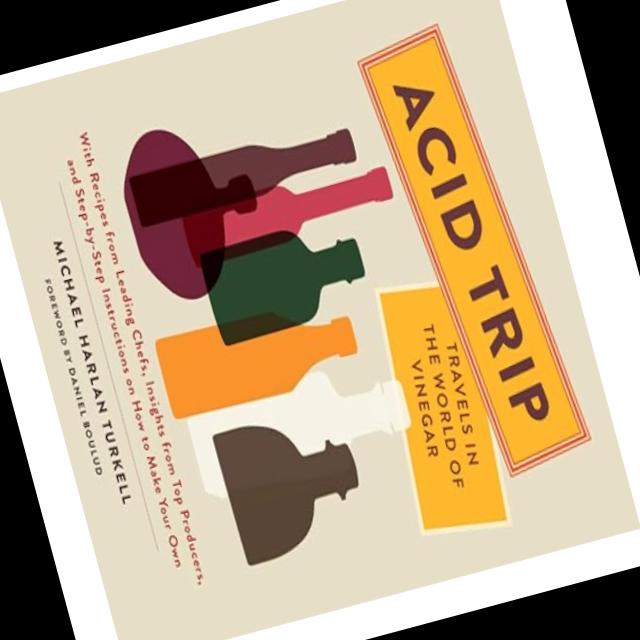 ACID TRIP
TRAVELS IN
THE WORLD OF
VINEGAR
With Recipes from Leading Chefs, Insights from Top Producers,
and Step-by-Step Instructions on How to Make Your Own
MICHAEL HARLAN TURKELL
FOREWORD BY DANIEL BOULUD